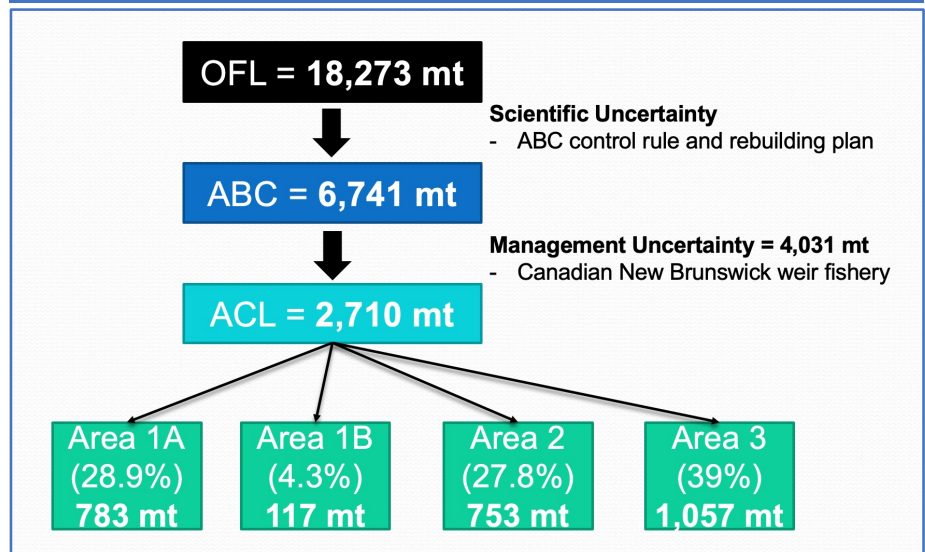 OFL = 18,273 mt
Scientific Uncertainty
- ABC control rule and rebuilding plan
ABC = 6,741 mt
Management Uncertainty = 4,031 mt
- Canadian New Brunswick weir fishery
ACL = 2,710 mt
Area 1A
(28.9%)
783 mt
Area 1B
(4.3%)
117 mt
Area 2
(27.8%)
753 mt
Area 3
(39%)
1,057 mt